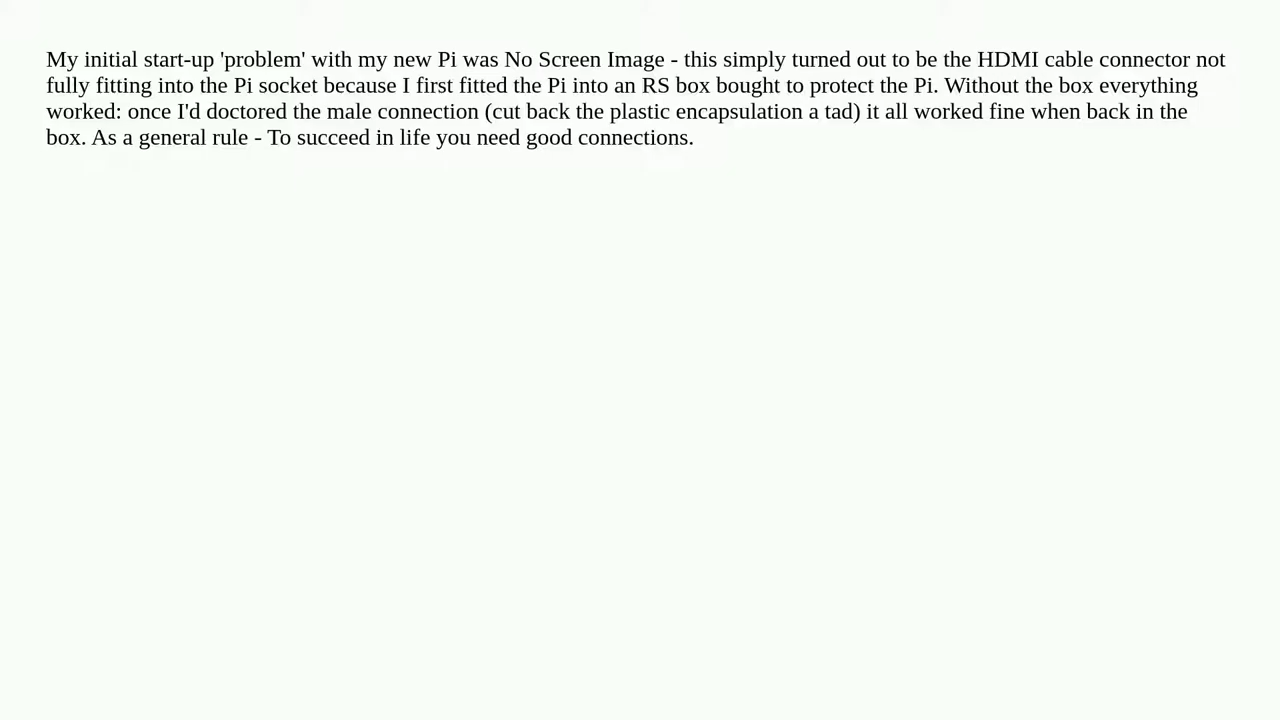 My initial start-up 'problem' with my new Pi was No Screen Image - this simply turned out to be the HDMI cable connector not
fully fitting into the Pi socket because I first fitted the Pi into an RS box bought to protect the Pi. Without the box everything
worked: once I'd doctored the male connection (cut back the plastic encapsulation a tad) it all worked fine when back in the
box. As a general rule - To succeed in life you need good connections.